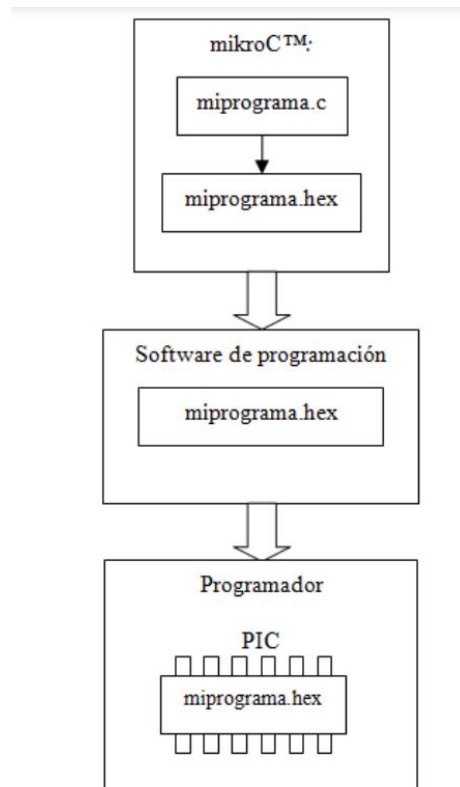 mikroC™:
miprograma.c
miprograma.hex
Software de programación
miprograma.hex
Programador
PIC
miprograma.hex